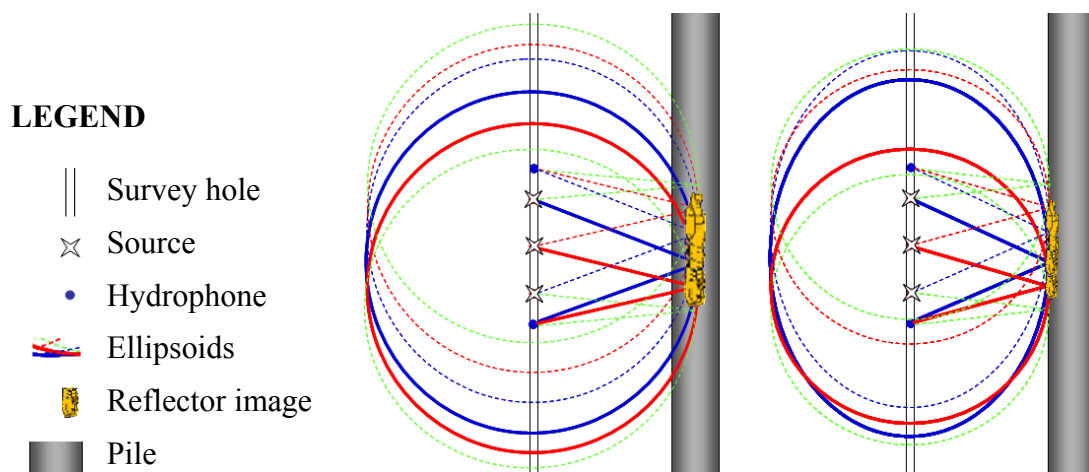 LEGEND
Survey hole
Source
Hydrophone
Ellipsoids
Reflector image
Pile